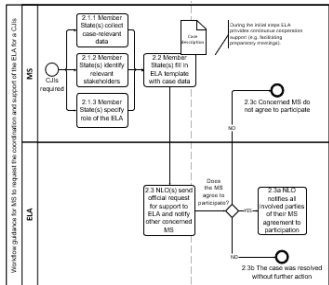 Workflow guidance for MS to request the coordination and support of the ELA for a CJIs
MS
ELA
CJIs
required
2.1.1 Member
State(s) collect
case-relevant
data
2.1.2 Member
State(s) identify
relevant
stakeholders
2.1.3 Member
State(s) specify
role of the ELA
2.2 Member
State(s) fill in
ELA template
with case data
Case
description
During the initial steps ELA
provides continuous cooperation
support (e.g. facilitating
preparatory meetings).
2.3c Concerned MS do
not agree to participate
NO
2.3 NLO(s) send
official request
for support to
ELA and notify
other concerned
MS
Does
the MS
agree to
participate?
YES
2.3a NLO
notifies all
involved parties
of their MS
agreement to
participation
NO
2.3b The case was resolved
without further action